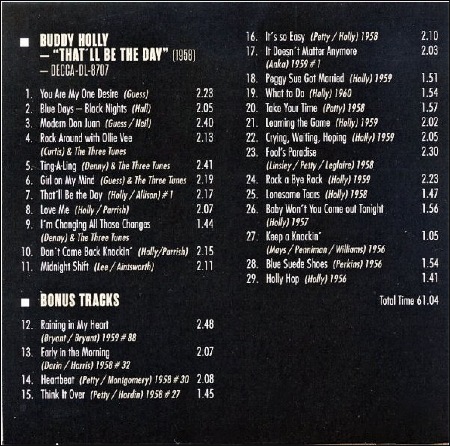 BUDDY HOLLY
– "THAT'LL BE THE DAY" (1958)
– DECCA-DL-8707
1. You Are My One Desire (Guess) 2.23
2. Blue Days – Black Nights (Hall) 2.05
3. Modern Don Juan (Guess / Neil) 2.40
4. Rock Around with Ollie Vee 2.13
(Curtis) & The Three Tunes
5. Ting-A-Ling (Denny) & The Three Tunes 2.41
6. Girl on My Mind (Guess) & The Three Tunes 2.19
7. That'll Be the Day (Holly / Allison) # 1 2.17
8. Love Me (Holly / Parrish) 2.07
9. I'm Changing All Those Changes 1.44
(Denny) & The Three Tunes
10. Don't Come Back Knockin' (Holly/Parrish) 2.15
11. Midnight Shift (Lee / Ainsworth) 2.11
BONUS TRACKS
12. Raining in My Heart 2.48
(Bryant / Bryant) 1959 # 88
13. Early in the Morning 2.07
(Darin / Harris) 1958 # 32
14. Heartbeat (Petty / Montgomery) 1958 # 30 2.08
15. Think It Over (Petty / Hardin) 1958 # 27 1.45
16. It's so Easy (Petty / Holly) 1958 2.10
17. It Doesn't Matter Anymore 2.03
(Anka) 1959 # 1
18. Peggy Sue Got Married (Holly) 1959 1.51
19. What to Do (Holly) 1960 1.54
20. Take Your Time (Petty) 1958 1.57
21. Learning the Game (Holly) 1959 2.02
22. Crying, Waiting, Hoping (Holly) 1959 2.05
23. Fool's Paradise 2.30
(Linsley / Petty / Leglaire) 1958
24. Rock a Bye Rock (Holly) 1959 2.23
25. Lonesome Tears (Holly) 1958 1.47
26. Baby Won't You Come out Tonight 1.56
(Holly) 1957
27. Keep a Knockin' 1.05
(Mays / Penniman / Williams) 1956
28. Blue Suede Shoes (Perkins) 1956 1.54
29. Holly Hop (Holly) 1956 1.41
Total Time 61.04